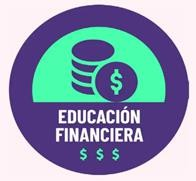 $
EDUCACIÓN
FINANCIERA
$ $ $